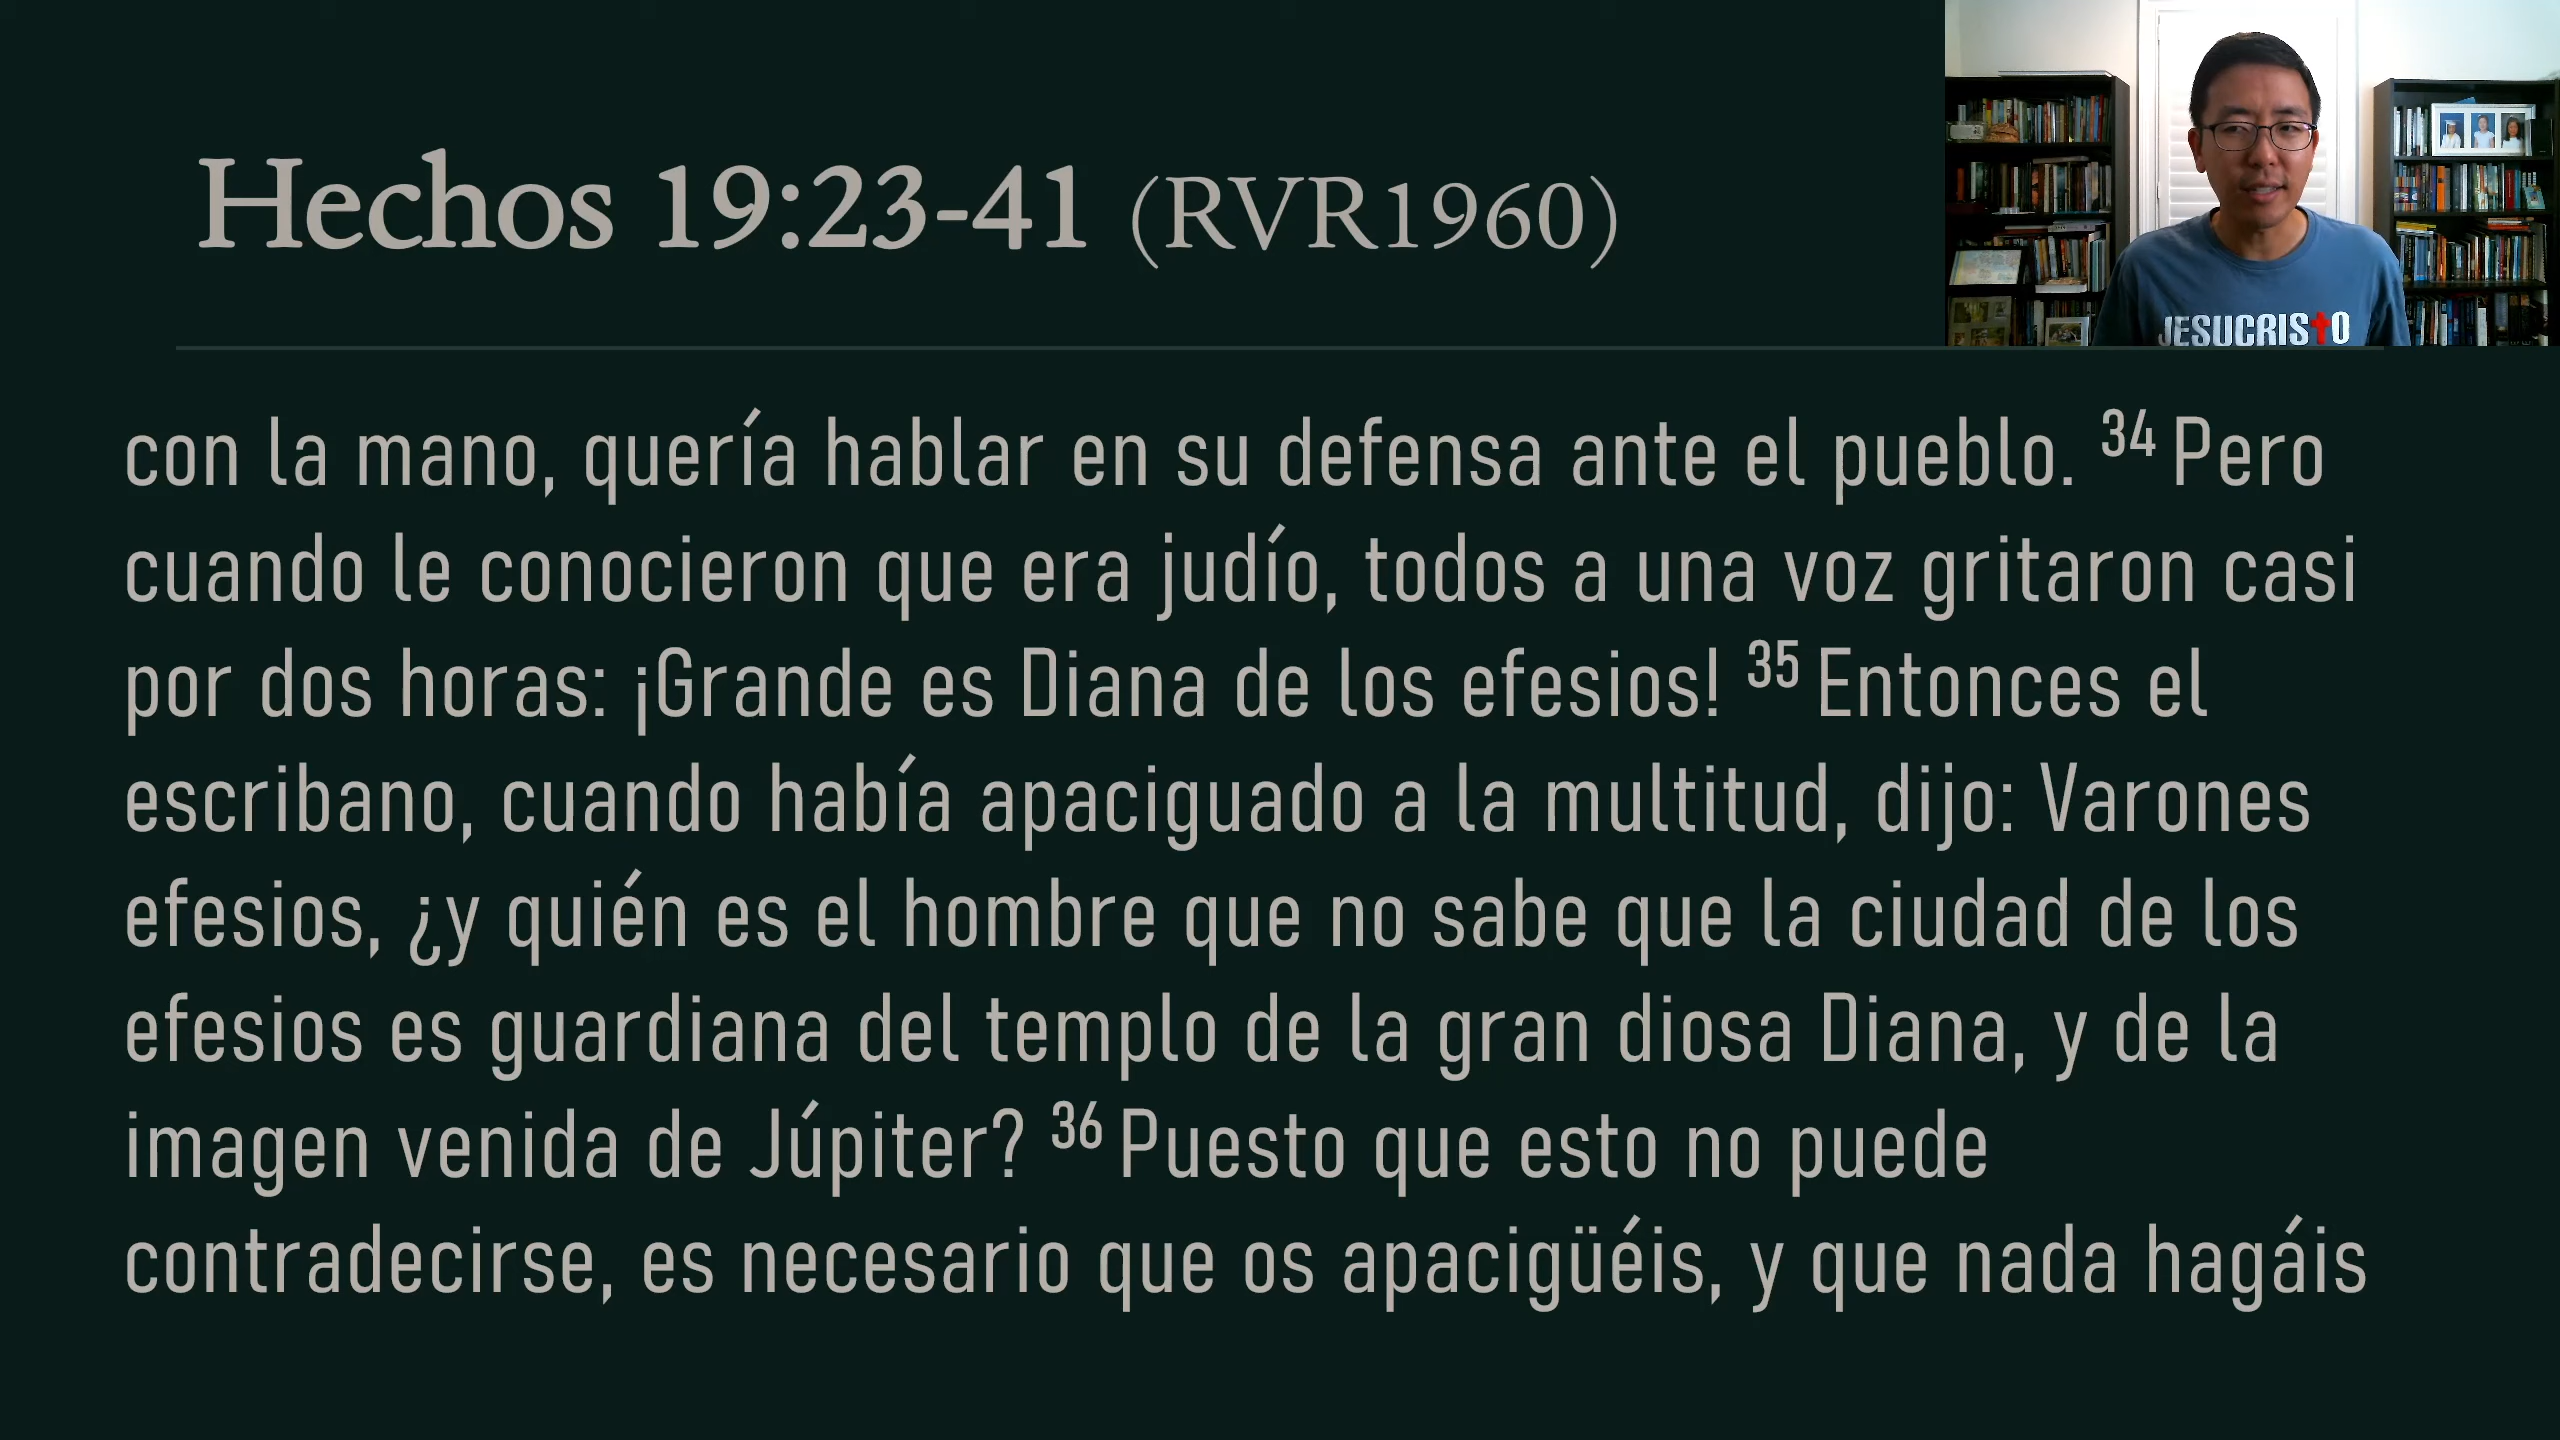 Hechos 19:23-41 (RVR1960)
JESUCRISTO
con la mano, quería hablar en su defensa ante el pueblo. 34 Pero
cuando le conocieron que era judío, todos a una voz gritaron casi
por dos horas: ¡Grande es Diana de los efesios! 35 Entonces el
escribano, cuando había apaciguado a la multitud, dijo: Varones
efesios, ¿y quién es el hombre que no sabe que la ciudad de los
efesios es guardiana del templo de la gran diosa Diana, y de la
imagen venida de Júpiter? 36 Puesto que esto no puede
contradecirse, es necesario que os apacigüéis, y que nada hagáis